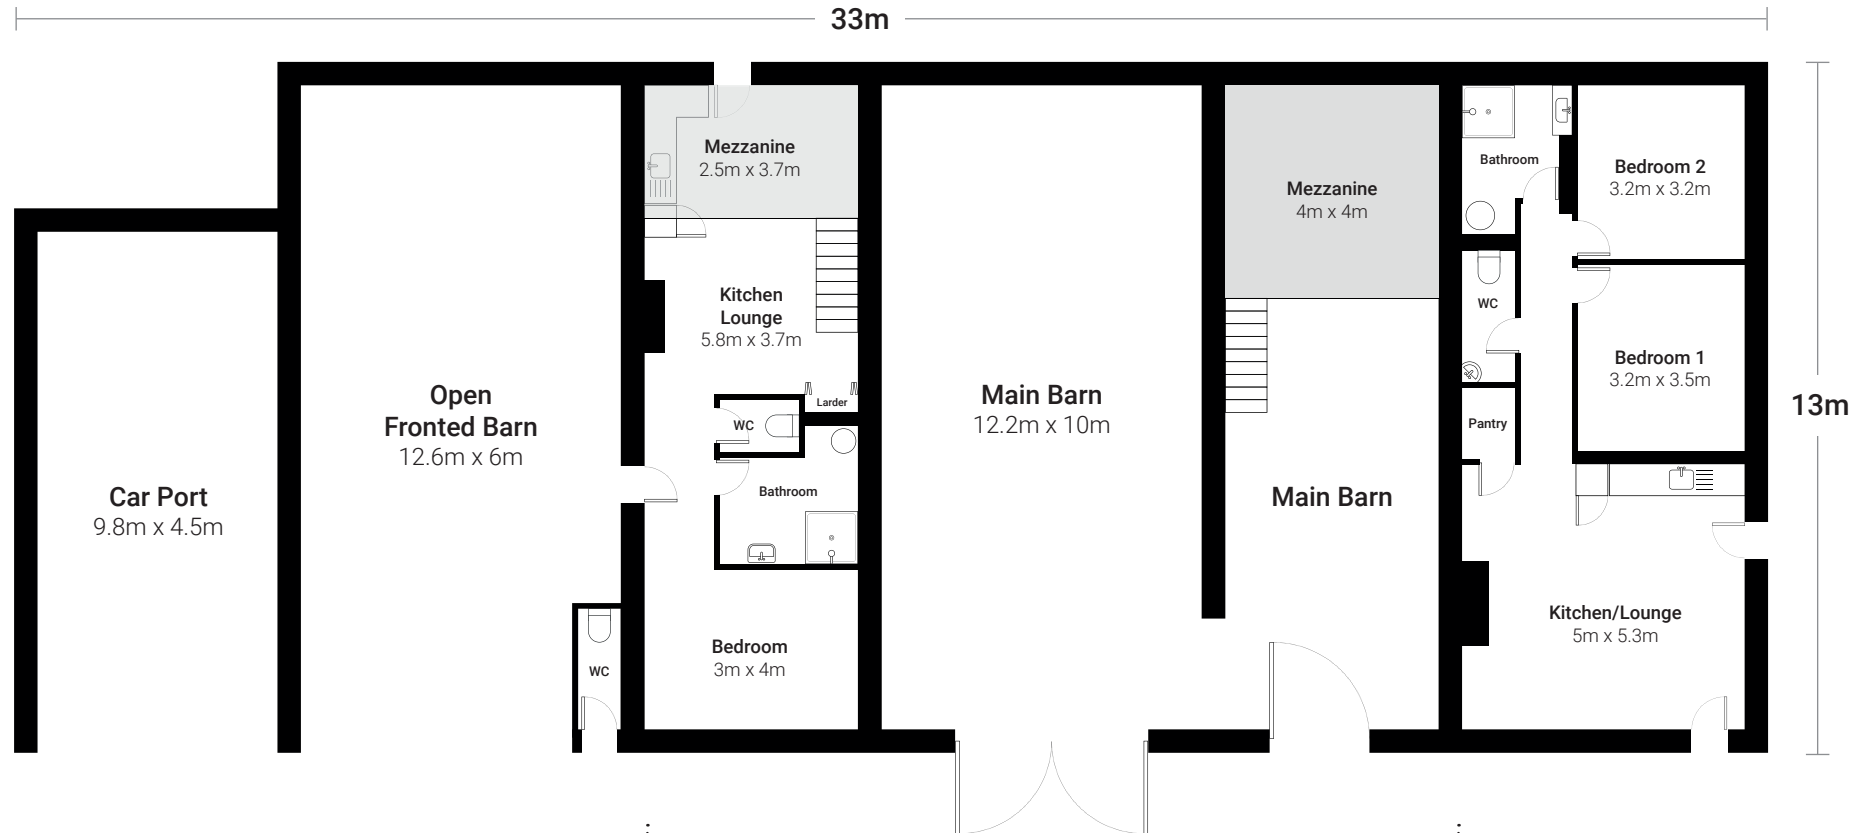 33m
Mezzanine
2.5m x 3.7m
Mezzanine
4m x 4m
Bathroom
Bedroom 2
3.2m x 3.2m
Kitchen
Lounge
5.8m x 3.7m
WC
Bedroom 1
3.2m x 3.5m
13m
Open
Fronted Barn
12.6m x 6m
Larder
WC
Main Barn
12.2m x 10m
Pantry
Car Port
9.8m x 4.5m
Bathroom
Main Barn
Kitchen/Lounge
5m x 5.3m
WC
Bedroom
3m x 4m